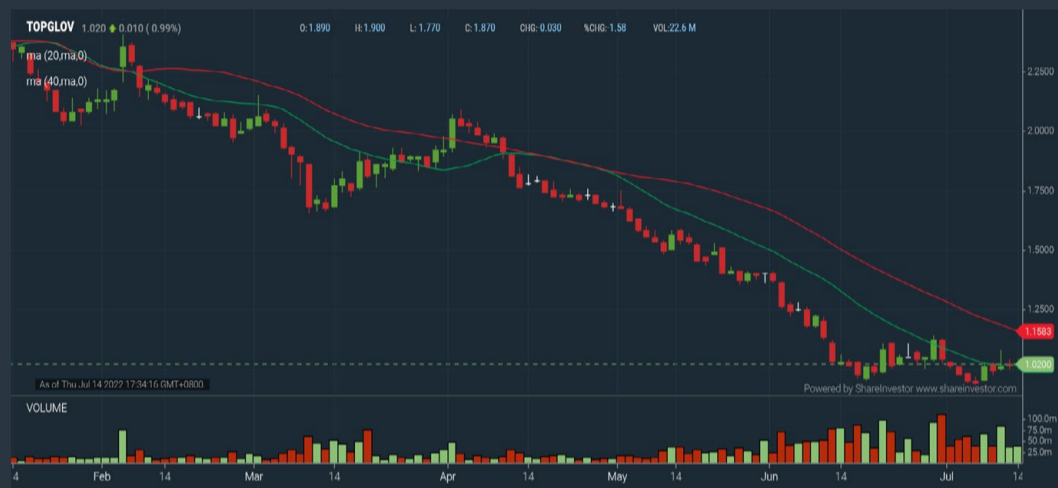 TOPGLOV 1.020 0.010 ( 0.99%) O:1.890 H:1.900 L: 1.770 C: 1.870 CHG: 0.030 %CHG: 1.58 VOL:22.6 M
ma (20,ma,0)
ma (40,ma,0)
2.2500
2.0000
1.7500
1.5000
1.2500
1.1583
1.0200
As of Thu Jul 14 2022 17:34:16 GMT+0800
Powered by ShareInvestor www.shareinvestor.com
VOLUME
100.0m
75.0m
50.0m
25.0m
4 Feb 14 Mar 14 Apr 14 May 14 Jun 14 Jul 14